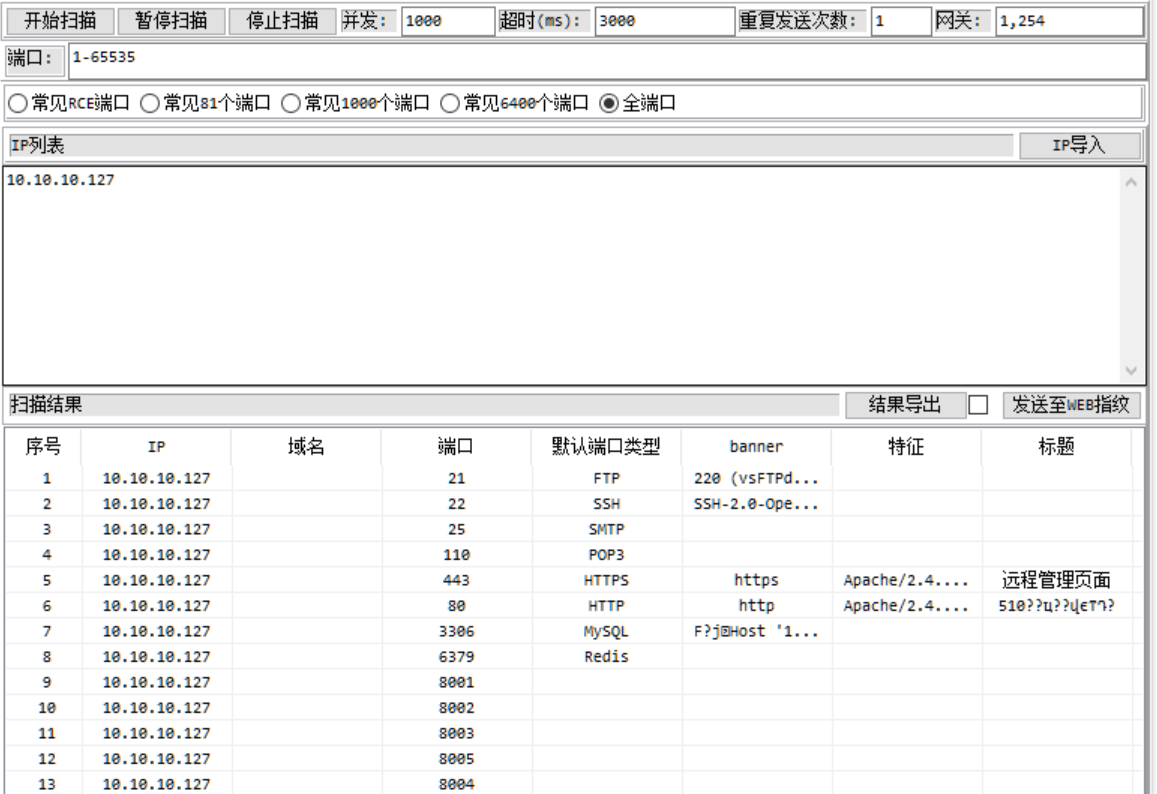 开始扫描 暂停扫描 停止扫描 并发: 1000 超时(ms): 3000 重复发送次数: 1 网关: 1,254
端口: 1-65535
常见RCE端口 常见81个端口 常见1000个端口 常见6400个端口 全端口
IP列表 IP导入
10.10.10.127
扫描结果 结果导出 发送至WEB指纹
序号 IP 域名 端口 默认端口类型 banner 特征 标题
1 10.10.10.127 21 FTP 220 (vsFTPd...
2 10.10.10.127 22 SSH SSH-2.0-Ope...
3 10.10.10.127 25 SMTP
4 10.10.10.127 110 POP3
5 10.10.10.127 443 HTTPS https Apache/2.4.... 远程管理页面
6 10.10.10.127 80 HTTP http Apache/2.4....
7 10.10.10.127 3306 MySQL
8 10.10.10.127 6379 Redis
9 10.10.10.127 8001
10 10.10.10.127 8002
11 10.10.10.127 8003
12 10.10.10.127 8005
13 10.10.10.127 8004